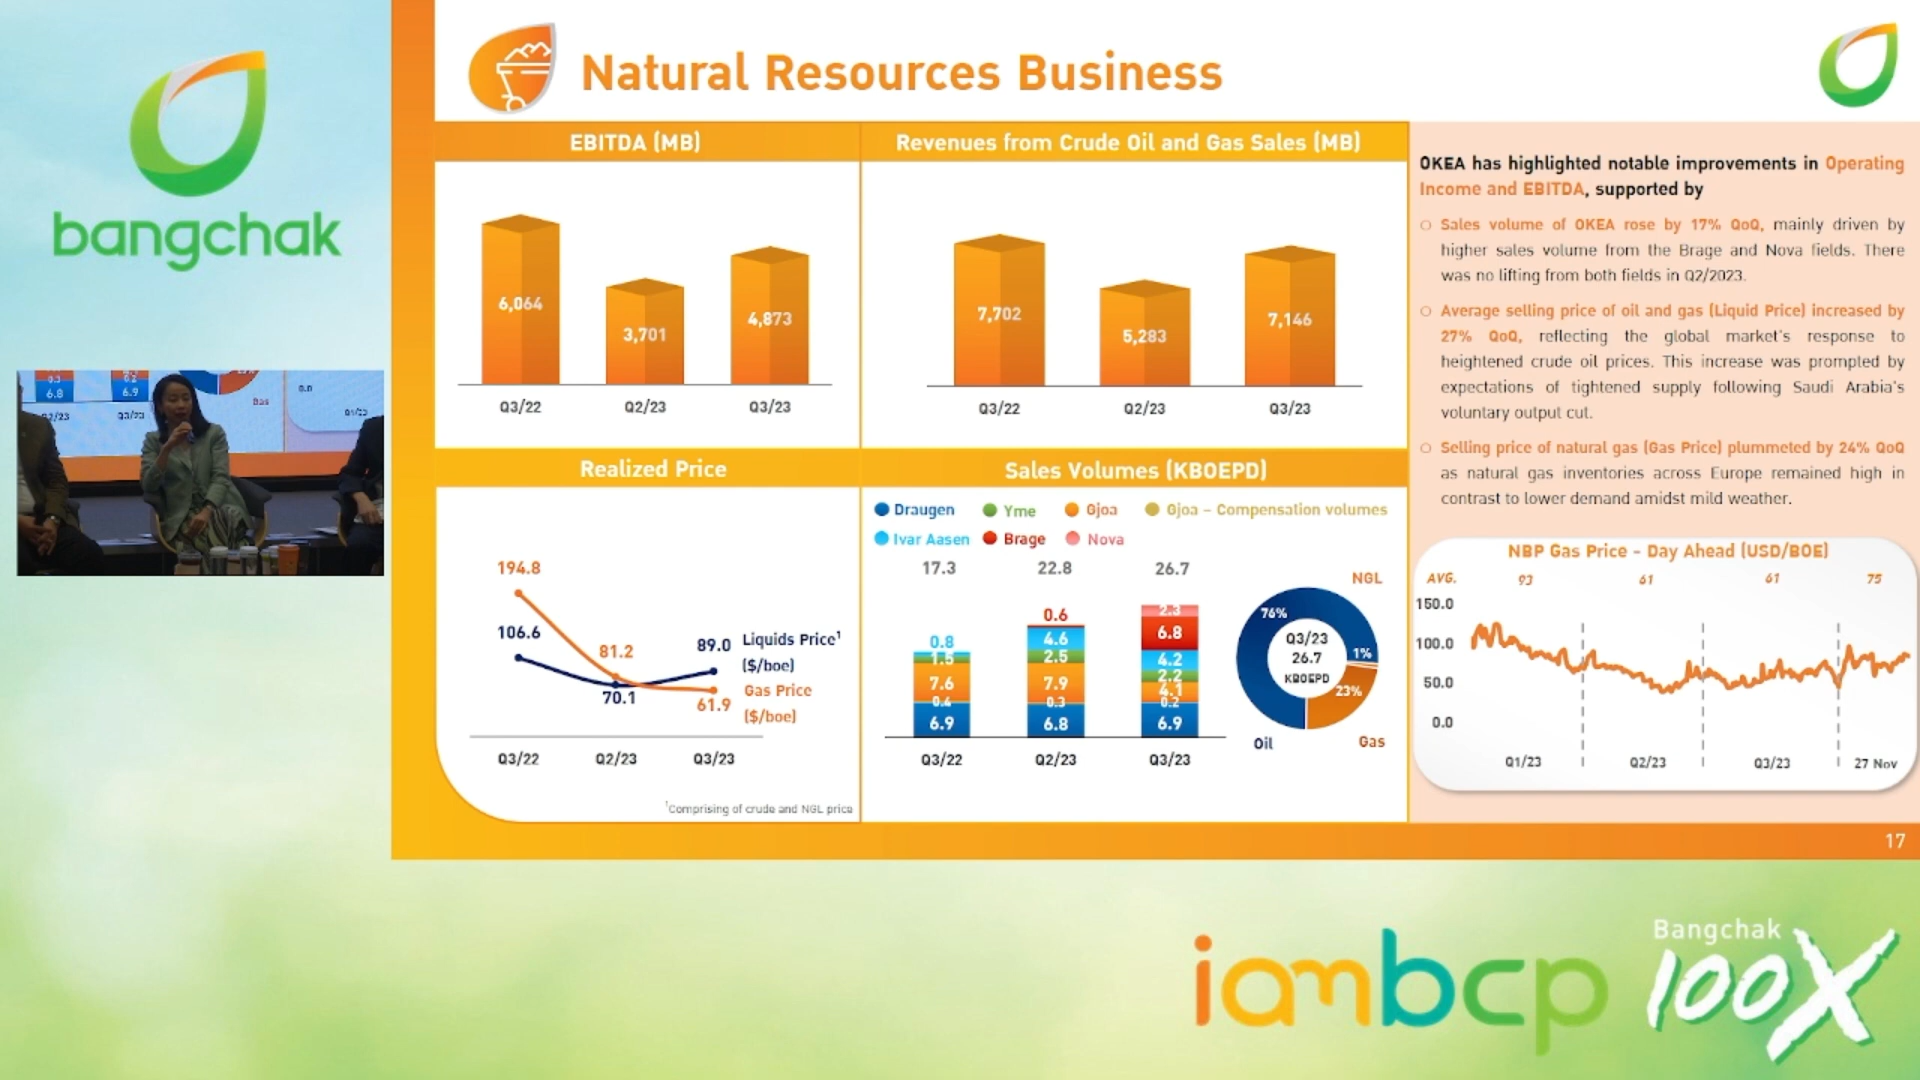 bangchak
Natural Resources Business
EBITDA (MB)
6,064
3,701
4,873
Q3/22
Q2/23
Q3/23
Revenues from Crude Oil and Gas Sales (MB)
7,702
5,283
7,146
Q3/22
Q2/23
Q3/23
Realized Price
194.8
106.6
81.2
70.1
89.0
61.9
Liquids Price¹
($/boe)
Gas Price
($/boe)
Q3/22
Q2/23
Q3/23
¹Comprising of crude and NGL price
Sales Volumes (KBOEPD)
Draugen
Yme
Gjoa
Gjoa – Compensation volumes
Ivar Aasen
Brage
Nova
17.3
22.8
26.7
0.8
1.5
7.6
0.4
6.9
0.6
4.6
2.5
7.9
0.3
6.8
2.3
6.8
4.2
2.2
4.1
0.2
6.9
Q3/22
Q2/23
Q3/23
NGL
76%
1%
23%
Q3/23
26.7
KBOEPD
Oil
Gas
OKEA has highlighted notable improvements in Operating
Income and EBITDA, supported by
Sales volume of OKEA rose by 17% QoQ, mainly driven by
higher sales volume from the Brage and Nova fields. There
was no lifting from both fields in Q2/2023.
Average selling price of oil and gas (Liquid Price) increased by
27% QoQ, reflecting the global market's response to
heightened crude oil prices. This increase was prompted by
expectations of tightened supply following Saudi Arabia's
voluntary output cut.
Selling price of natural gas (Gas Price) plummeted by 24% QoQ
as natural gas inventories across Europe remained high in
contrast to lower demand amidst mild weather.
NBP Gas Price – Day Ahead (USD/BOE)
AVG.
93
61
61
75
150.0
100.0
50.0
0.0
Q1/23
Q2/23
Q3/23
27 Nov
17
6.8
6.9
Q3/23
Gas
0.0
Q1/23
iambcp
Bangchak
100X